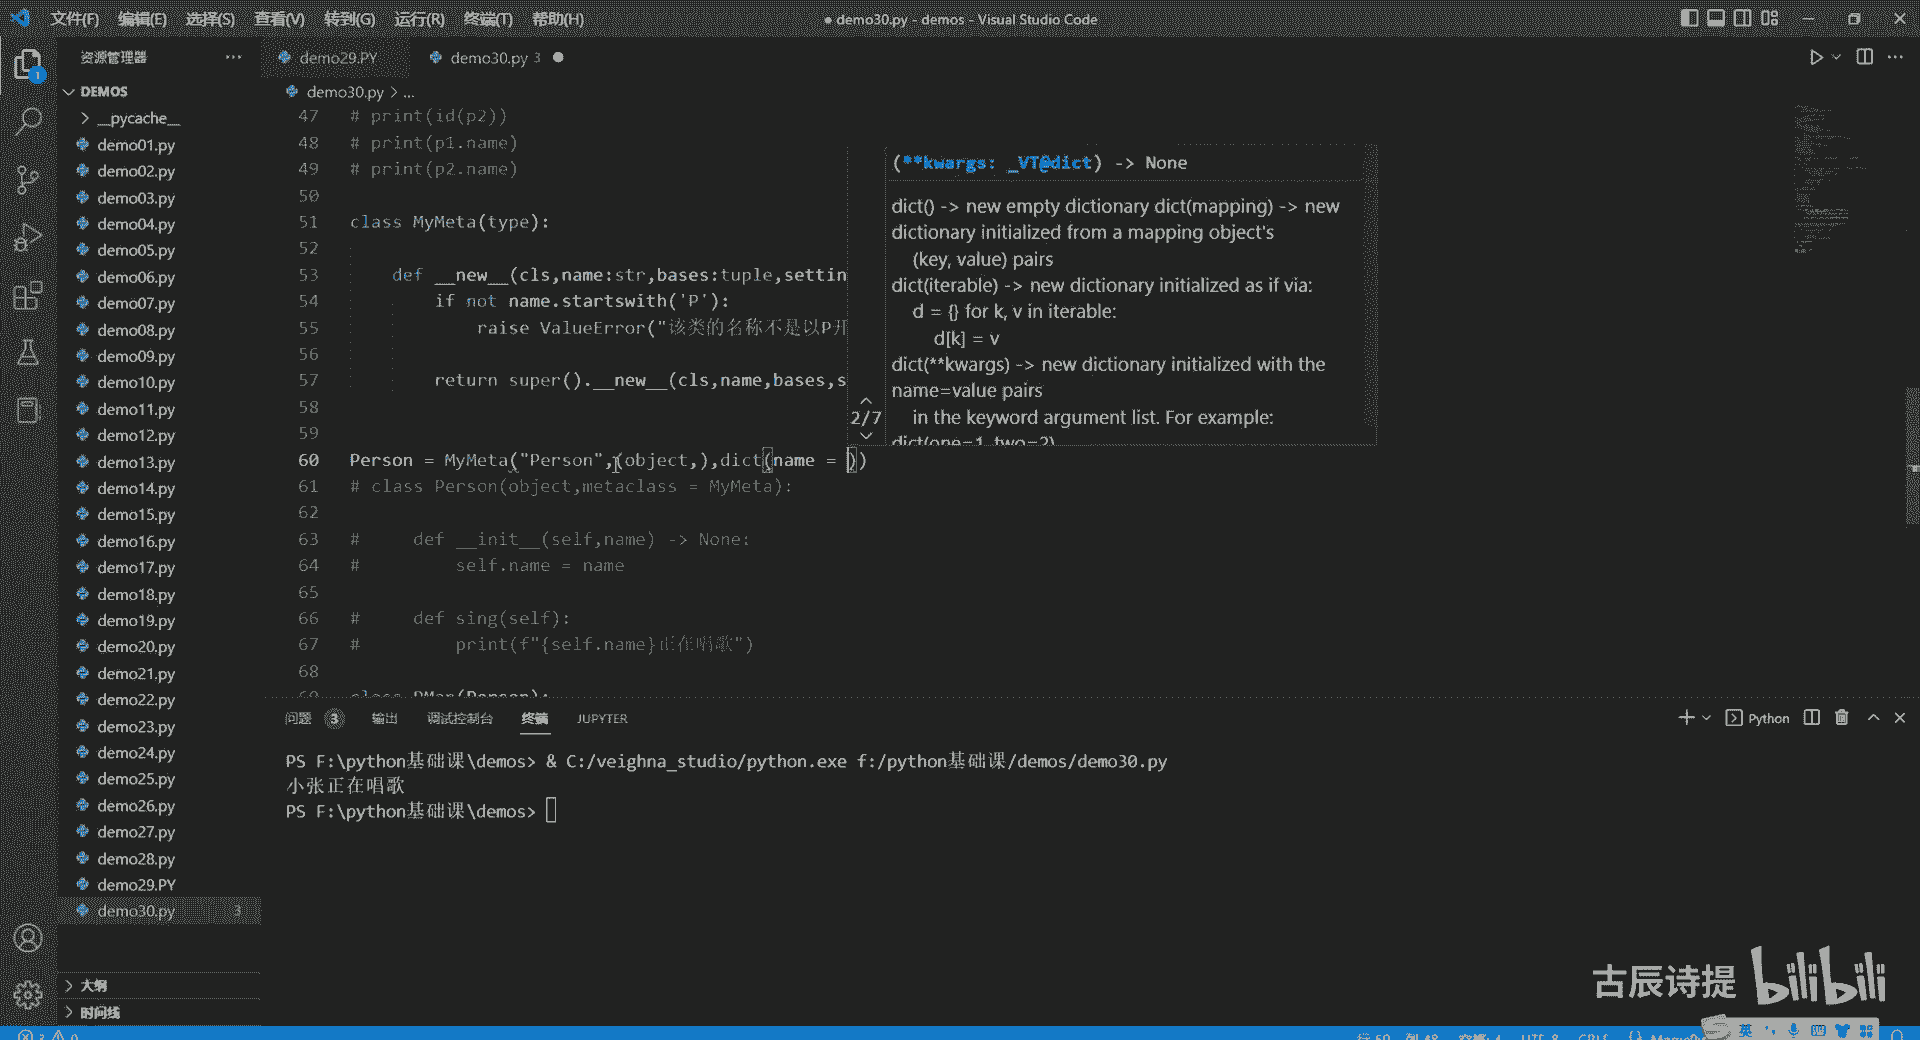 文件(F) 编辑(E) 选择(S) 查看(V) 转到(G) 运行(R) 终端(T) 帮助(H)
● demo30.py - demos - Visual Studio Code
资源管理器
demo29.PY
demo30.py 3
1
DEMOS
demo30.py > ...
__pycache__
demo01.py
demo02.py
demo03.py
demo04.py
demo05.py
demo06.py
demo07.py
demo08.py
demo09.py
demo10.py
demo11.py
demo12.py
demo13.py
demo14.py
demo15.py
demo16.py
demo17.py
demo18.py
demo19.py
demo20.py
demo21.py
demo22.py
demo23.py
demo24.py
demo25.py
demo26.py
demo27.py
demo28.py
demo29.PY
demo30.py 3
大纲
时间线
47 # print(id(p2))
48 # print(p1.name)
49 # print(p2.name)
50
51 class MyMeta(type):
52
53 def __new__(cls,name:str,bases:tuple,settin
54 if not name.startswith('P'):
55 raise ValueError("该类的名称不是以P开
56
57 return super().__new__(cls,name,bases,s
58
59
60 Person = MyMeta("Person",(object,),dict(name = ))
61 # class Person(object,metaclass = MyMeta):
62
63 # def __init__(self,name) -> None:
64 # self.name = name
65
66 # def sing(self):
67 # print(f"{self.name}正在唱歌")
68
69 class PMan(Person):
2/7
(**kwargs: _VT@dict) -> None
dict() -> new empty dictionary dict(mapping) -> new
dictionary initialized from a mapping object's
(key, value) pairs
dict(iterable) -> new dictionary initialized as if via:
d = {} for k, v in iterable:
d[k] = v
dict(**kwargs) -> new dictionary initialized with the
name=value pairs
in the keyword argument list. For example:
dict(one=1, two=2)
问题 3 输出 调试控制台 终端 JUPYTER
Python
PS F:\python基础课\demos> & C:/veighna_studio/python.exe f:/python基础课/demos/demo30.py
小张正在唱歌
PS F:\python基础课\demos>
古辰诗提 bilibili
英